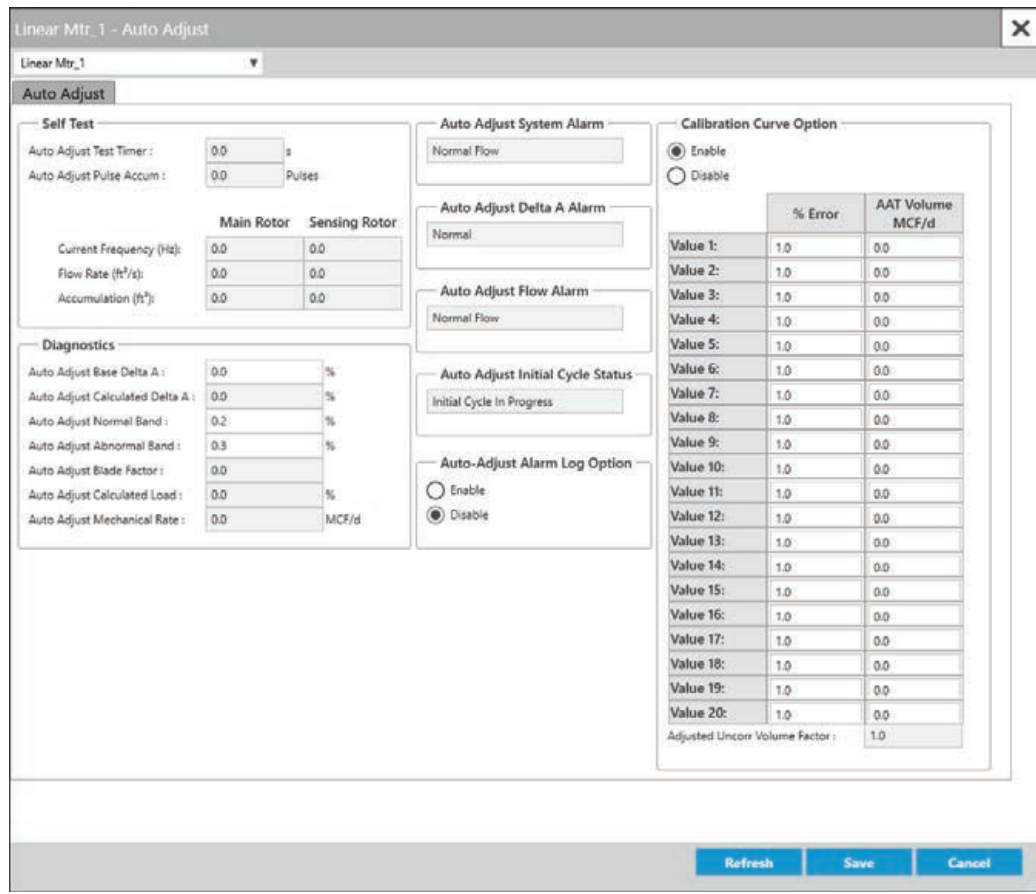 Linear Mtr_1 - Auto Adjust
Linear Mtr_1
Auto Adjust
Self Test
Auto Adjust Test Timer : 0.0 s
Auto Adjust Pulse Accum : 0.0 Pulses
Main Rotor Sensing Rotor
Current Frequency (Hz): 0.0 0.0
Flow Rate (ft³/s): 0.0 0.0
Accumulation (ft³): 0.0 0.0
Diagnostics
Auto Adjust Base Delta A : 0.0 %
Auto Adjust Calculated Delta A : 0.0 %
Auto Adjust Normal Band : 0.2 %
Auto Adjust Abnormal Band : 0.3 %
Auto Adjust Blade Factor : 0.0
Auto Adjust Calculated Load : 0.0 %
Auto Adjust Mechanical Rate : 0.0 MCF/d
Auto Adjust System Alarm
Normal Flow
Auto Adjust Delta A Alarm
Normal
Auto Adjust Flow Alarm
Normal Flow
Auto Adjust Initial Cycle Status
Initial Cycle In Progress
Auto-Adjust Alarm Log Option
Enable
Disable
Calibration Curve Option
Enable
Disable
% Error AAT Volume
MCF/d
Value 1: 1.0 0.0
Value 2: 1.0 0.0
Value 3: 1.0 0.0
Value 4: 1.0 0.0
Value 5: 1.0 0.0
Value 6: 1.0 0.0
Value 7: 1.0 0.0
Value 8: 1.0 0.0
Value 9: 1.0 0.0
Value 10: 1.0 0.0
Value 11: 1.0 0.0
Value 12: 1.0 0.0
Value 13: 1.0 0.0
Value 14: 1.0 0.0
Value 15: 1.0 0.0
Value 16: 1.0 0.0
Value 17: 1.0 0.0
Value 18: 1.0 0.0
Value 19: 1.0 0.0
Value 20: 1.0 0.0
Adjusted Uncorr Volume Factor : 1.0
Refresh Save Cancel